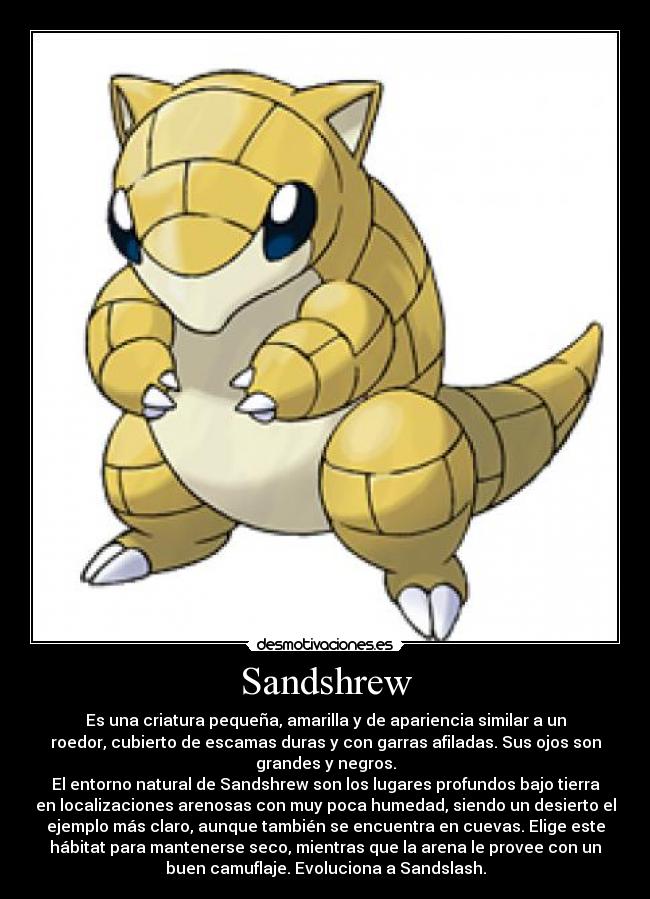 desmotivaciones.es
Sandshrew
Es una criatura pequeña, amarilla y de apariencia similar a un
roedor, cubierto de escamas duras y con garras afiladas. Sus ojos son
grandes y negros.
El entorno natural de Sandshrew son los lugares profundos bajo tierra
en localizaciones arenosas con muy poca humedad, siendo un desierto el
ejemplo más claro, aunque también se encuentra en cuevas. Elige este
hábitat para mantenerse seco, mientras que la arena le provee con un
buen camuflaje. Evoluciona a Sandslash.